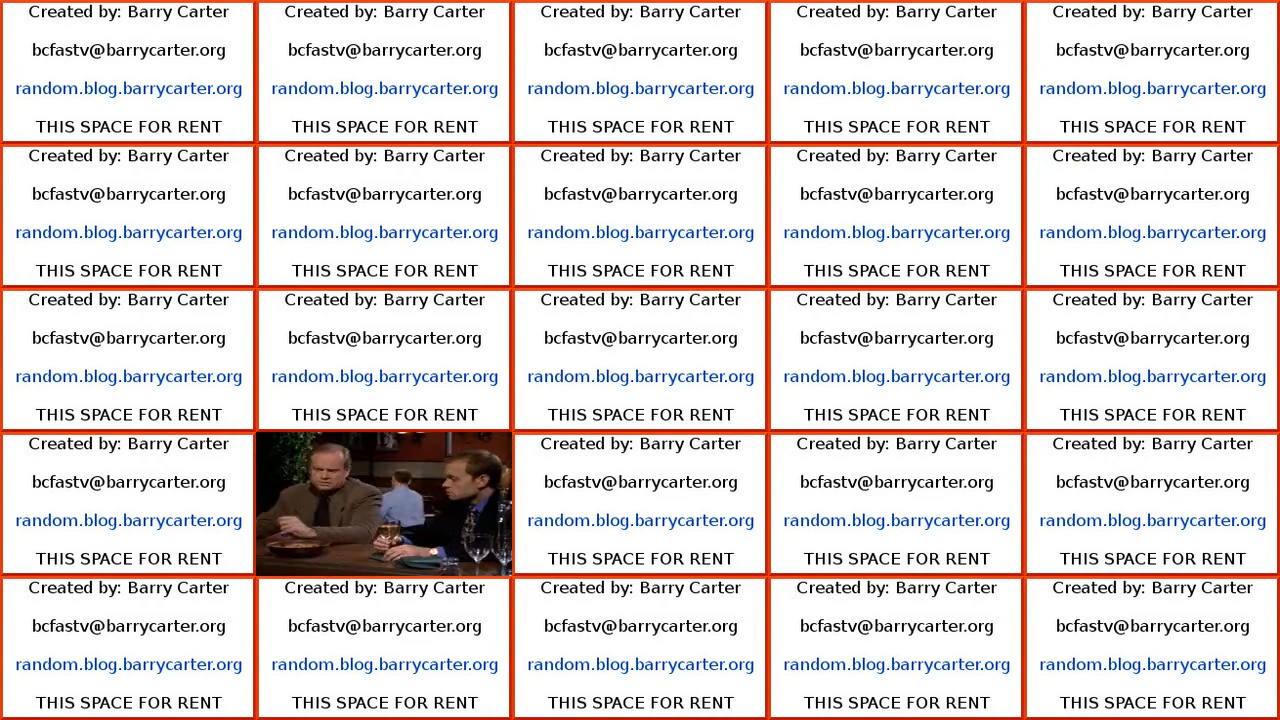 Created by: Barry Carter Created by: Barry Carter Created by: Barry Carter Created by: Barry Carter Created by: Barry Carter
bcfastv@barrycarter.org bcfastv@barrycarter.org bcfastv@barrycarter.org bcfastv@barrycarter.org bcfastv@barrycarter.org
random.blog.barrycarter.org random.blog.barrycarter.org random.blog.barrycarter.org random.blog.barrycarter.org random.blog.barrycarter.org
THIS SPACE FOR RENT THIS SPACE FOR RENT THIS SPACE FOR RENT THIS SPACE FOR RENT THIS SPACE FOR RENT
Created by: Barry Carter Created by: Barry Carter Created by: Barry Carter Created by: Barry Carter Created by: Barry Carter
bcfastv@barrycarter.org bcfastv@barrycarter.org bcfastv@barrycarter.org bcfastv@barrycarter.org bcfastv@barrycarter.org
random.blog.barrycarter.org random.blog.barrycarter.org random.blog.barrycarter.org random.blog.barrycarter.org random.blog.barrycarter.org
THIS SPACE FOR RENT THIS SPACE FOR RENT THIS SPACE FOR RENT THIS SPACE FOR RENT THIS SPACE FOR RENT
Created by: Barry Carter Created by: Barry Carter Created by: Barry Carter Created by: Barry Carter Created by: Barry Carter
bcfastv@barrycarter.org bcfastv@barrycarter.org bcfastv@barrycarter.org bcfastv@barrycarter.org bcfastv@barrycarter.org
random.blog.barrycarter.org random.blog.barrycarter.org random.blog.barrycarter.org random.blog.barrycarter.org random.blog.barrycarter.org
THIS SPACE FOR RENT THIS SPACE FOR RENT THIS SPACE FOR RENT THIS SPACE FOR RENT THIS SPACE FOR RENT
Created by: Barry Carter Created by: Barry Carter Created by: Barry Carter Created by: Barry Carter
bcfastv@barrycarter.org bcfastv@barrycarter.org bcfastv@barrycarter.org bcfastv@barrycarter.org
random.blog.barrycarter.org random.blog.barrycarter.org random.blog.barrycarter.org random.blog.barrycarter.org
THIS SPACE FOR RENT THIS SPACE FOR RENT THIS SPACE FOR RENT THIS SPACE FOR RENT
Created by: Barry Carter Created by: Barry Carter Created by: Barry Carter Created by: Barry Carter Created by: Barry Carter
bcfastv@barrycarter.org bcfastv@barrycarter.org bcfastv@barrycarter.org bcfastv@barrycarter.org bcfastv@barrycarter.org
random.blog.barrycarter.org random.blog.barrycarter.org random.blog.barrycarter.org random.blog.barrycarter.org random.blog.barrycarter.org
THIS SPACE FOR RENT THIS SPACE FOR RENT THIS SPACE FOR RENT THIS SPACE FOR RENT THIS SPACE FOR RENT